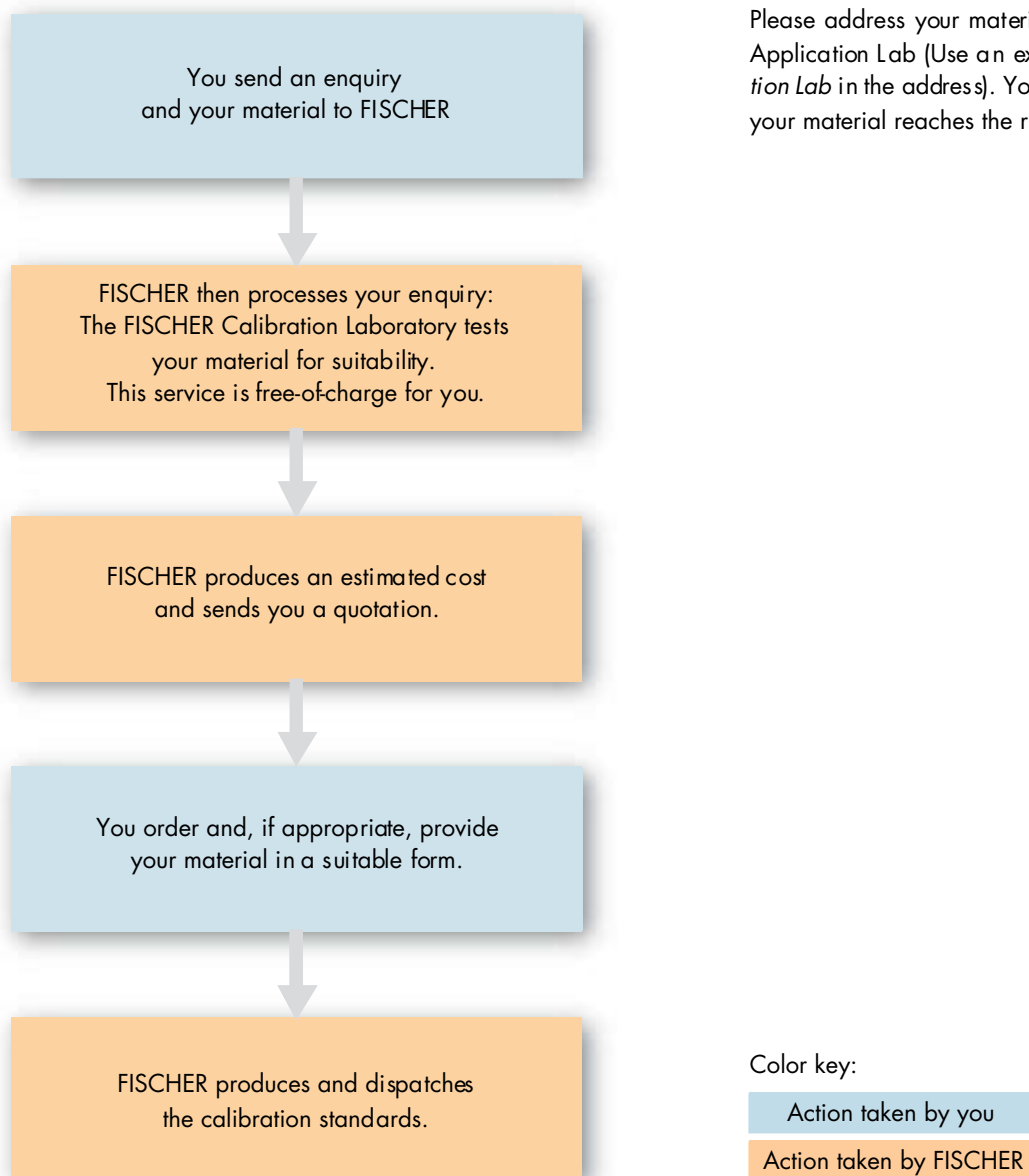 You send an enquiry
and your material to FISCHER
FISCHER then processes your enquiry:
The FISCHER Calibration Laboratory tests
your material for suitability.
This service is free-of-charge for you.
FISCHER produces an estimated cost
and sends you a quotation.
You order and, if appropriate, provide
your material in a suitable form.
FISCHER produces and dispatches
the calibration standards.
Please address your
Application Lab (Use an
tion Lab in the address).
your material reaches the
Color key:
Action taken by you
Action taken by FISCHER